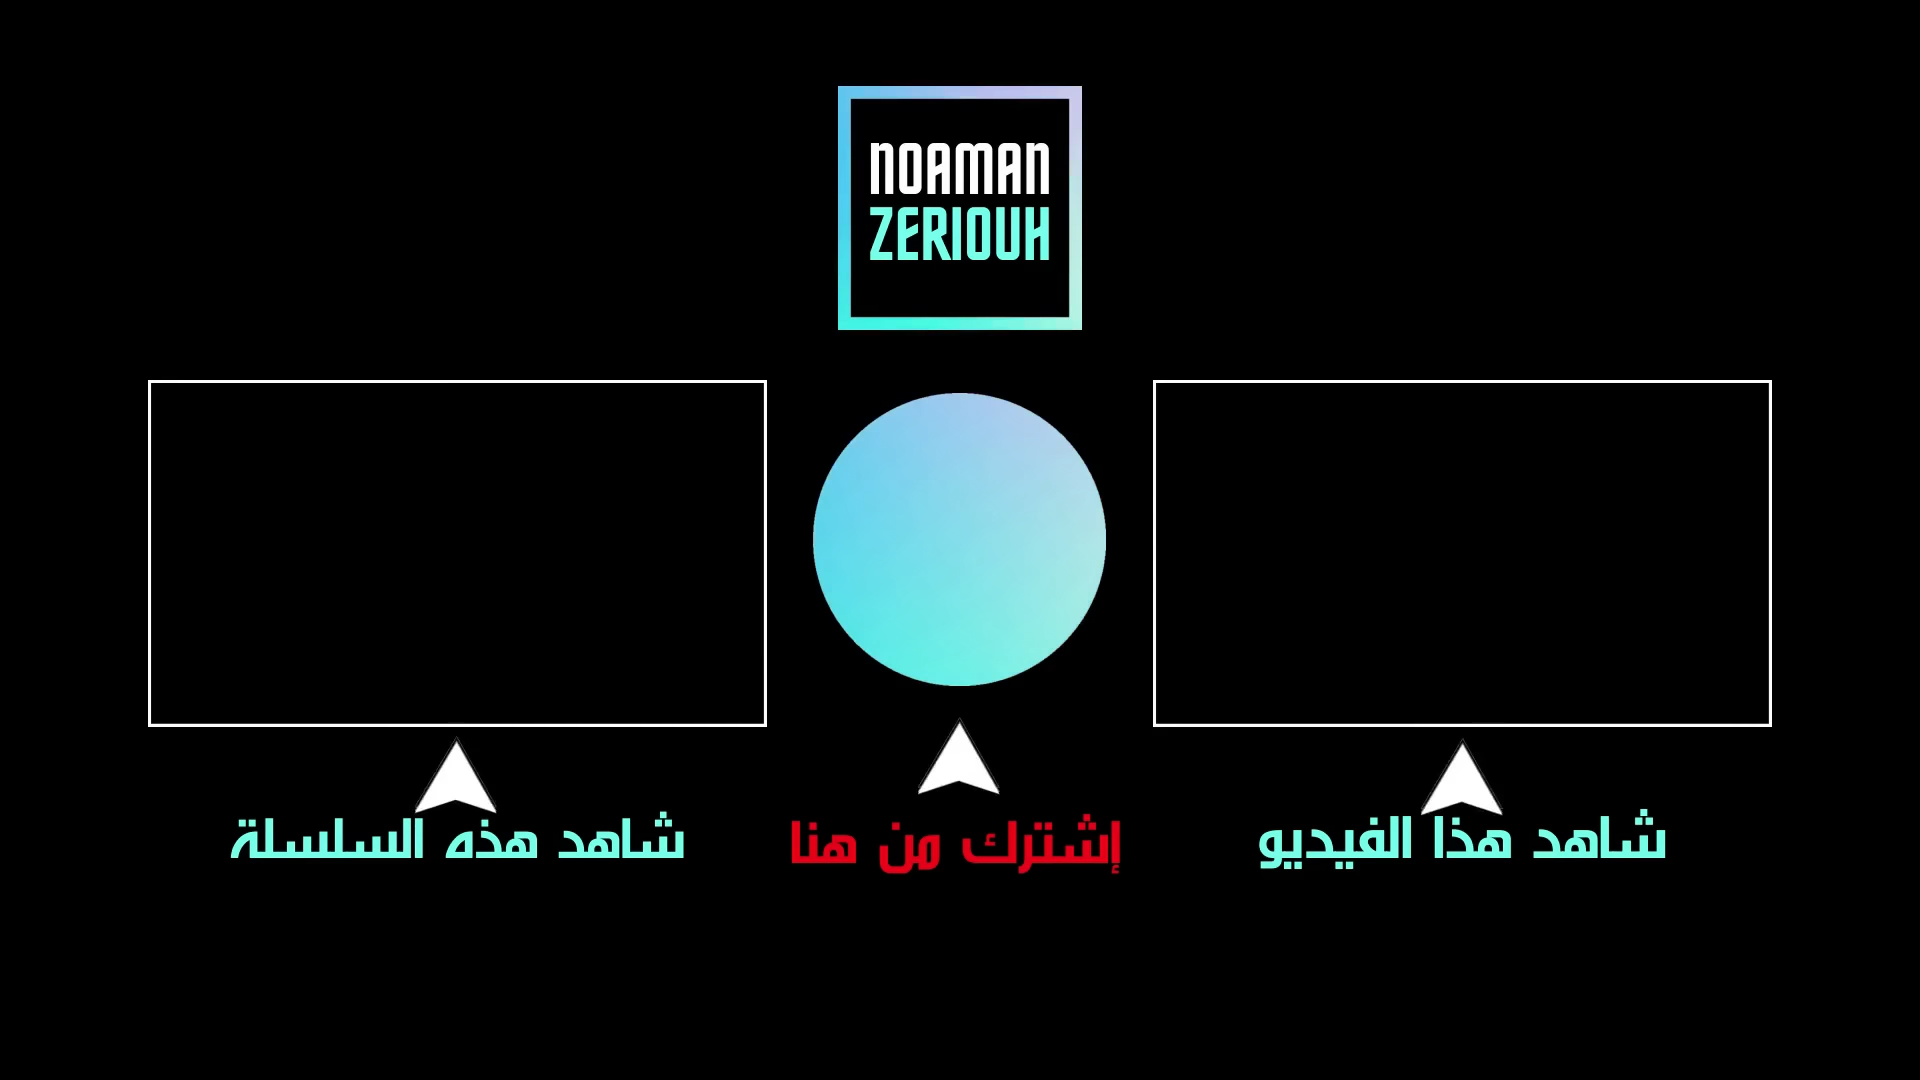 NOAMAN
ZERIOUH
شاهد هذا الفيديو
إشترك من هنا
شاهد هذه السلسلة